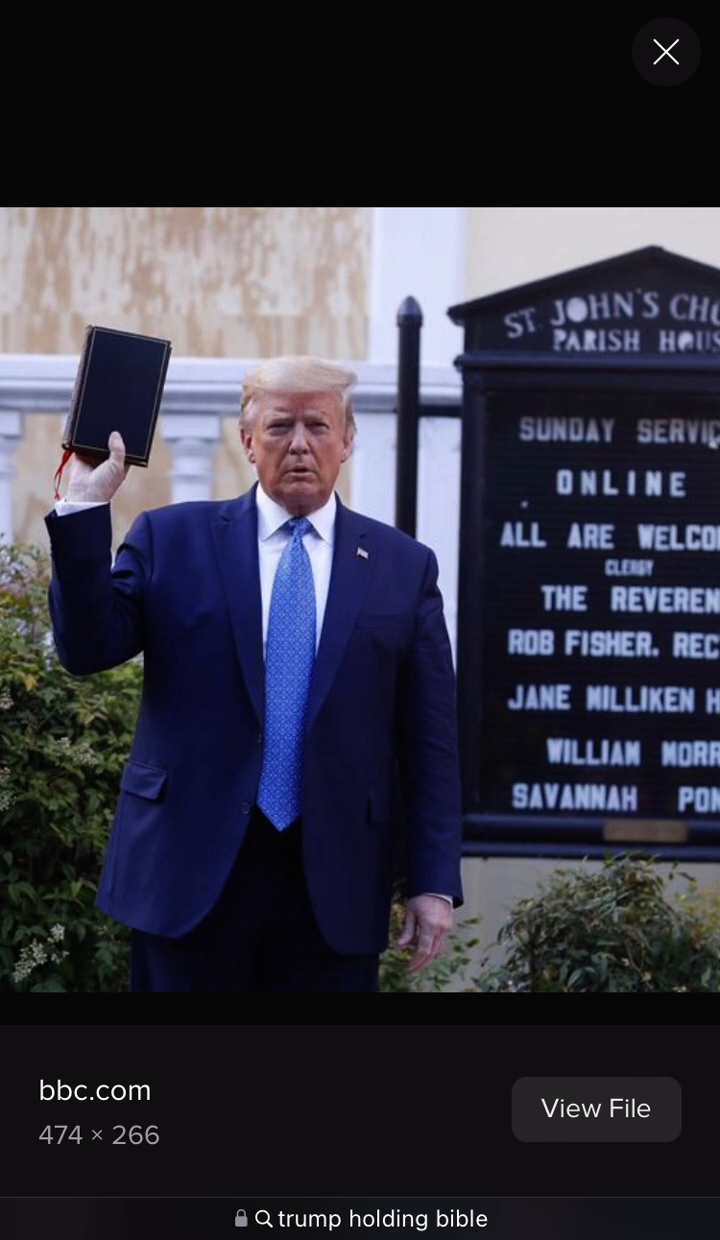 ST. JOHN'S
PARISH
SUNDAY
ONLINE
ALL ARE
CLERGY
THE
ROB FISHER.
JANE MILLIKEN
WILLIAM
SAVANNAH
bbc.com
474 × 266
View File
trump holding bible